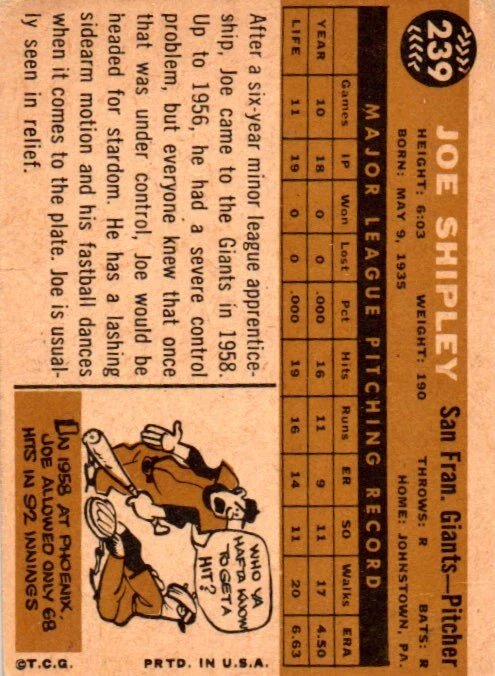 239
JOE SHIPLEY San Fran. Giants—Pitcher
HEIGHT: 6:03 WEIGHT: 190 THROWS: R BATS: R
BORN: MAY 9, 1935 HOME: JOHNSTOWN, PA.
MAJOR LEAGUE PITCHING RECORD
Games IP Won Lost Pct Hits Runs ER SO Walks ERA
YEAR 10 18 0 0 .000 16 11 9 11 17 4.50
LIFE 11 19 0 0 .000 19 16 14 11 20 6.63
After a six-year minor league apprentice-
ship, Joe came to the Giants in 1958.
Up to 1956, he had a severe control
problem, but everyone knew that once
that was under control, Joe would be
headed for stardom. He has a lashing
sidearm motion and his fastball dances
when it comes to the plate. Joe is usual-
ly seen in relief.
WHO YA
HAFTA KNOW
TO GET A
HIT?
IN 1958 AT PHOENIX,
JOE ALLOWED ONLY 68
HITS IN 92 INNINGS
©T.C.G. PRTD. IN U.S.A.